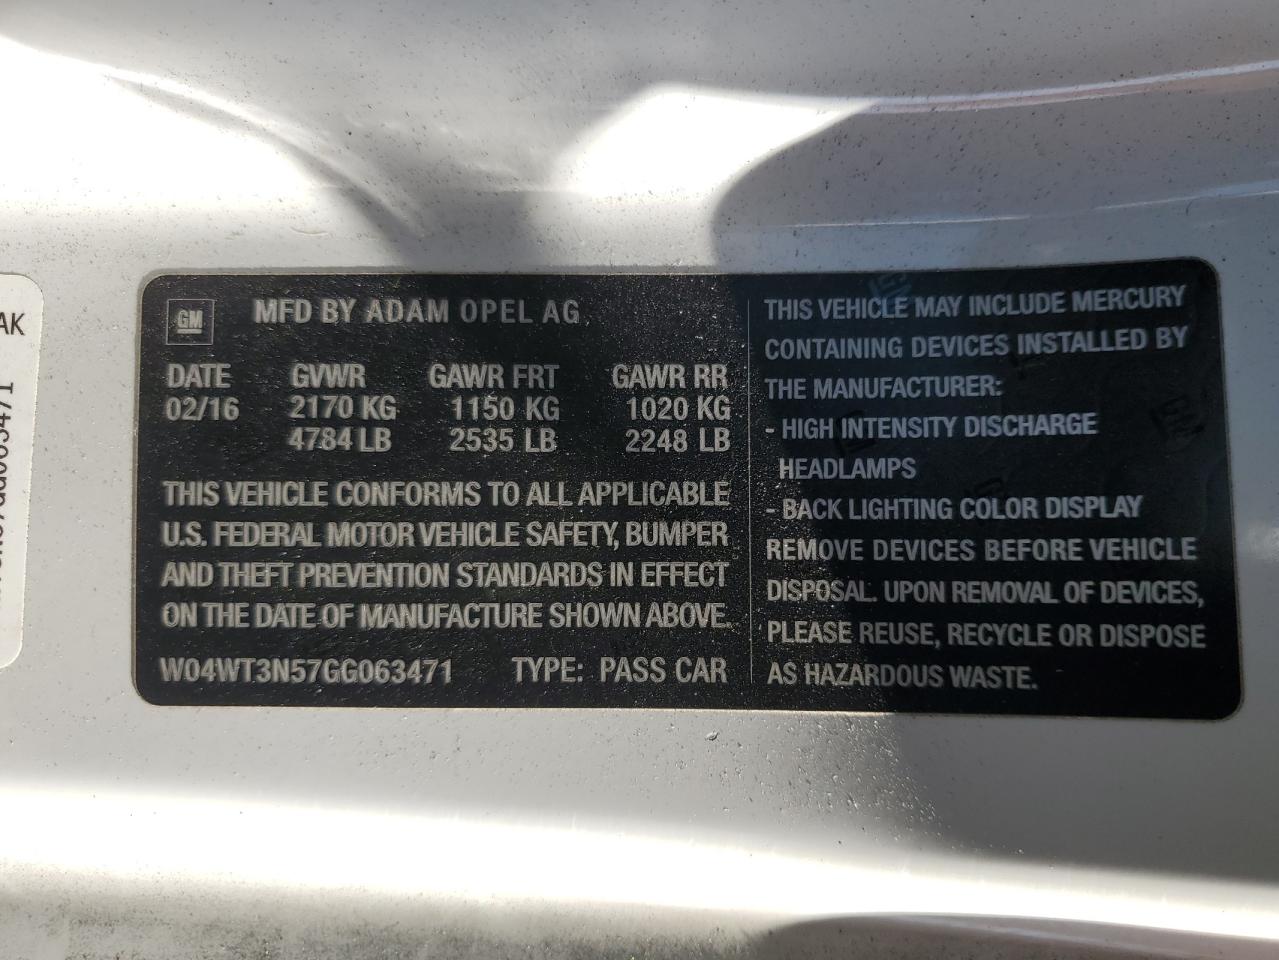 GM MFD BY ADAM OPEL AG
DATE GVWR GAWR FRT GAWR RR
02/16 2170 KG 1150 KG 1020 KG
4784 LB 2535 LB 2248 LB
THIS VEHICLE CONFORMS TO ALL APPLICABLE
U.S. FEDERAL MOTOR VEHICLE SAFETY, BUMPER
AND THEFT PREVENTION STANDARDS IN EFFECT
ON THE DATE OF MANUFACTURE SHOWN ABOVE.
W04WT3N57GG063471 TYPE: PASS CAR
THIS VEHICLE MAY INCLUDE MERCURY
CONTAINING DEVICES INSTALLED BY
THE MANUFACTURER:
- HIGH INTENSITY DISCHARGE
HEADLAMPS
- BACK LIGHTING COLOR DISPLAY
REMOVE DEVICES BEFORE VEHICLE
DISPOSAL. UPON REMOVAL OF DEVICES,
PLEASE REUSE, RECYCLE OR DISPOSE
AS HAZARDOUS WASTE.
AK